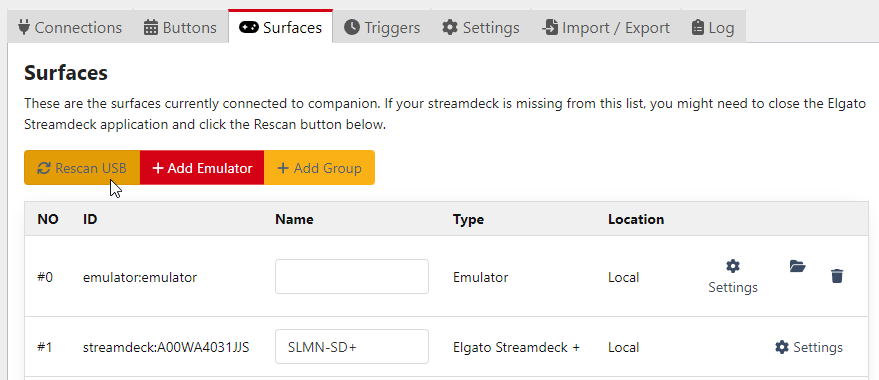 Connections Buttons Surfaces Triggers Settings Import / Export Log
Surfaces
These are the surfaces currently connected to companion. If your streamdeck is missing from this list, you might need to close the Elgato
Streamdeck application and click the Rescan button below.
Rescan USB Add Emulator Add Group
NO ID Name Type Location
#0 emulator:emulator Emulator Local Settings
#1 streamdeck:A00WA4031JJS SLMN-SD+ Elgato Streamdeck + Local Settings